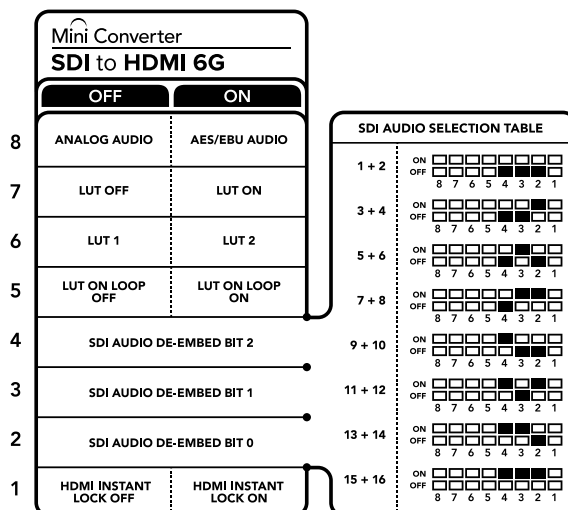 Mini Converter
SDI to HDMI 6G
OFF ON
8 ANALOG AUDIO AES/EBU AUDIO
7 LUT OFF LUT ON
6 LUT 1 LUT 2
5 LUT ON LOOP OFF LUT ON LOOP ON
4 SDI AUDIO DE-EMBED BIT 2
3 SDI AUDIO DE-EMBED BIT 1
2 SDI AUDIO DE-EMBED BIT 0
1 HDMI INSTANT LOCK OFF HDMI INSTANT LOCK ON
SDI AUDIO SELECTION TABLE
1 + 2 ON
OFF
8 7 6 5 4 3 2 1
3 + 4 ON
OFF
8 7 6 5 4 3 2 1
5 + 6 ON
OFF
8 7 6 5 4 3 2 1
7 + 8 ON
OFF
8 7 6 5 4 3 2 1
9 + 10 ON
OFF
8 7 6 5 4 3 2 1
11 + 12 ON
OFF
8 7 6 5 4 3 2 1
13 + 14 ON
OFF
8 7 6 5 4 3 2 1
15 + 16 ON
OFF
8 7 6 5 4 3 2 1